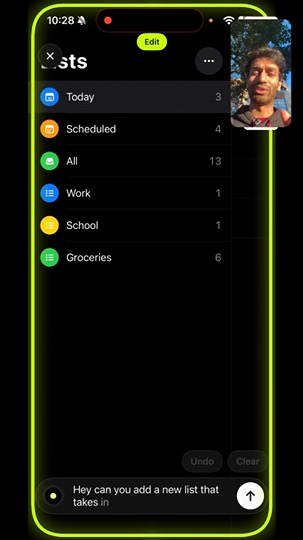 10:28
Edit
Lists
Today 3
Scheduled 4
All 13
Work 1
School 1
Groceries 6
Undo Clear
Hey can you add a new list that
takes in